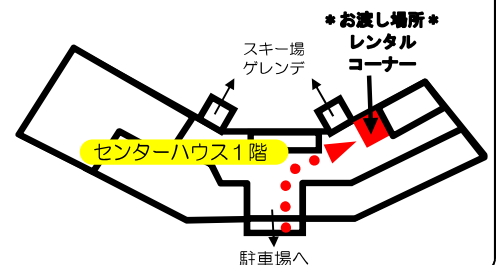 ＊お渡し場所＊
レンタル
コーナー
スキー場
ゲレンデ
センターハウス１階
駐車場へ